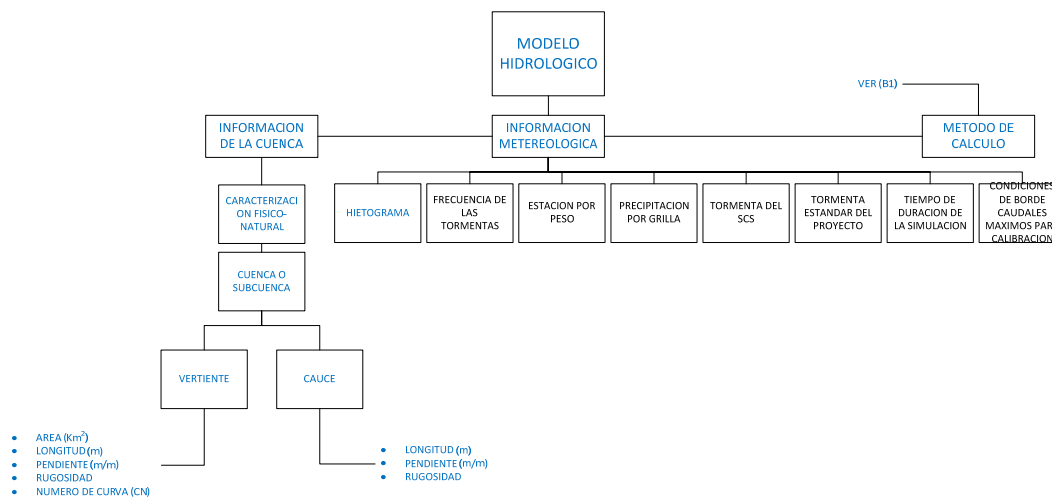 MODELO
HIDROLOGICO
VER (B1)
INFORMACION
DE LA CUENCA
INFORMACION
METEREOLOGICA
METODO DE
CALCULO
CARACTERIZACI
ON FISICO-
NATURAL
HIETOGRAMA
FRECUENCIA DE
LAS
TORMENTAS
ESTACION POR
PESO
PRECIPITACION
POR GRILLA
TORMENTA DEL
SCS
TORMENTA
ESTANDAR DEL
PROYECTO
TIEMPO DE
DURACION DE
LA SIMULACION
CONDICIONES
DE BORDE
CAUDALES
MAXIMOS PARA
CALIBRACION
CUENCA O
SUBCUENCA
VERTIENTE
CAUCE
• AREA (Km²)
• LONGITUD (m)
• PENDIENTE (m/m)
• RUGOSIDAD
• NUMERO DE CURVA (CN)
• LONGITUD (m)
• PENDIENTE (m/m)
• RUGOSIDAD